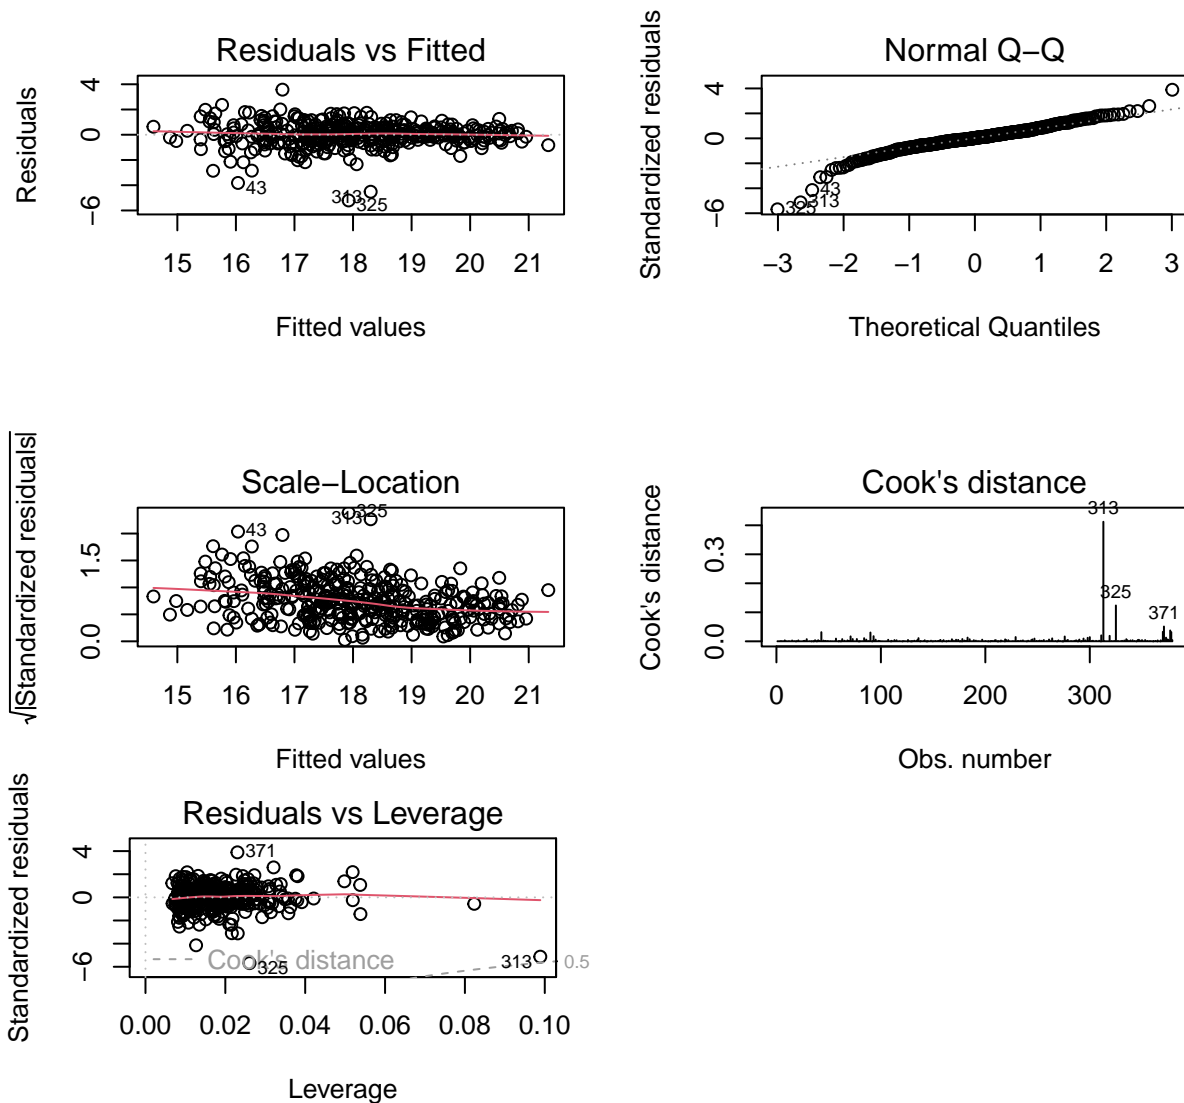 Residuals vs Fitted
Residuals
4
0
−6
43
313
325
15 16 17 18 19 20 21
Fitted values
Normal Q−Q
Standardized residuals
4
0
−6
43
313
325
−3 −2 −1 0 1 2 3
Theoretical Quantiles
Scale−Location
√|Standardized residuals|
1.5
0.0
43
313
325
15 16 17 18 19 20 21
Fitted values
Cook's distance
Cook's distance
0.3
0.0
313
325
371
0 100 200 300
Obs. number
Residuals vs Leverage
Standardized residuals
4
0
−6
371
Cook's distance
325
313
0.5
0.00 0.02 0.04 0.06 0.08 0.10
Leverage